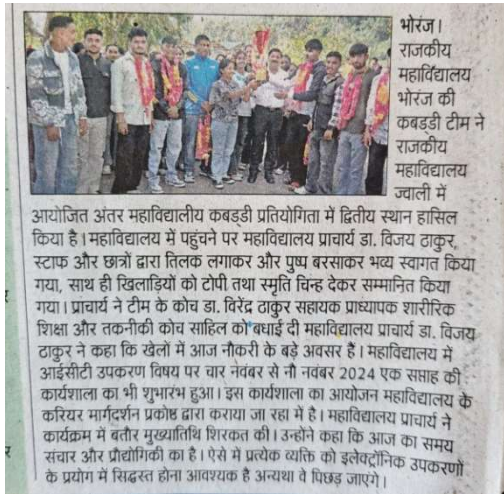 भोरंज।
राजकीय
महाविद्यालय
भोरंज की
कबड्डी टीम ने
राजकीय
महाविद्यालय
ज्वाली में
आयोजित अंतर महाविद्यालीय कबड्डी प्रतियोगिता में द्वितीय स्थान हासिल
किया है। महाविद्यालय में पहुंचने पर महाविद्यालय प्राचार्य डा. विजय ठाकुर,
स्टाफ और छात्रों द्वारा तिलक लगाकर और पुष्प बरसाकर भव्य स्वागत किया
गया, साथ ही खिलाड़ियों को टोपी तथा स्मृति चिन्ह देकर सम्मानित किया
गया। प्राचार्य ने टीम के कोच डा. विरेंद्र ठाकुर सहायक प्राध्यापक शारीरिक
शिक्षा और तकनीकी कोच साहिल को बधाई दी महाविद्यालय प्राचार्य डा. विजय
ठाकुर ने कहा कि खेलों में आज नौकरी के बड़े अवसर हैं। महाविद्यालय में
आईसीटी उपकरण विषय पर चार नवंबर से नौ नवंबर 2024 एक सप्ताह की
कार्यशाला का भी शुभारंभ हुआ। इस कार्यशाला का आयोजन महाविद्यालय के
करियर मार्गदर्शन प्रकोष्ठ द्वारा कराया जा रहा में है। महाविद्यालय प्राचार्य ने
कार्यक्रम में बतौर मुख्यातिथि शिरकत की। उन्होंने कहा कि आज का समय
संचार और प्रौद्योगिकी का है। ऐसे में प्रत्येक व्यक्ति को इलेक्ट्रॉनिक उपकरणों
के प्रयोग में सिद्धस्त होना आवश्यक है अन्यथा वे पिछड़ जाएंगे।